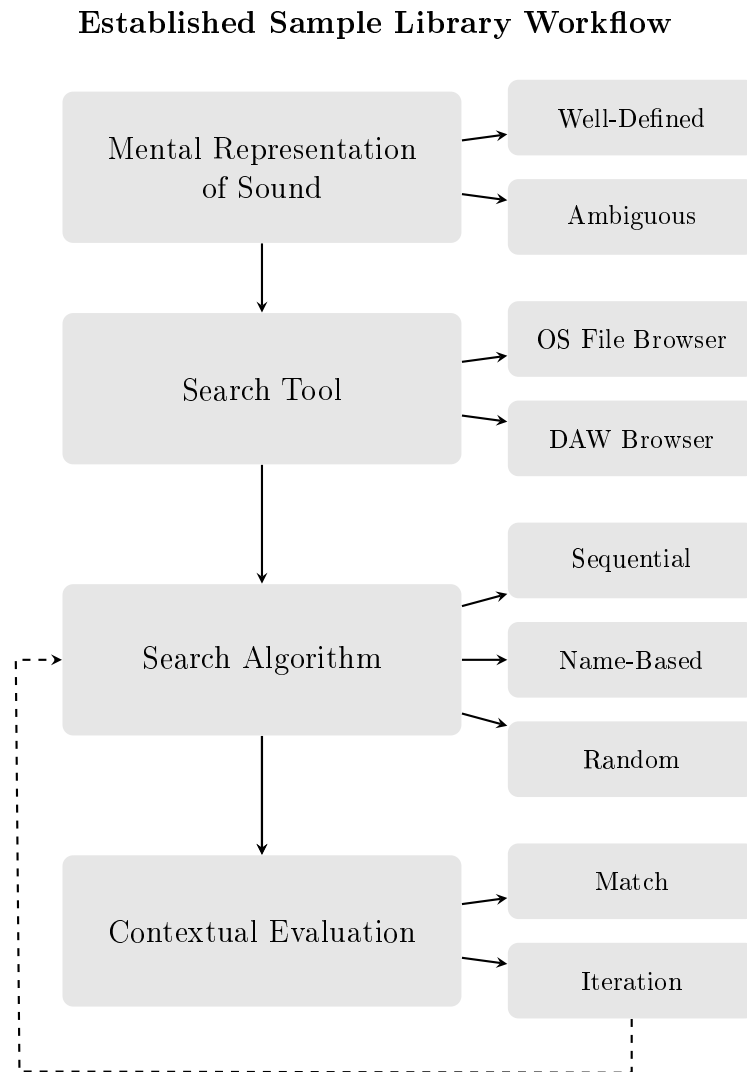 Established Sample Library Workflow
Mental Representation
of Sound
Well-Defined
Ambiguous
Search Tool
OS File Browser
DAW Browser
Search Algorithm
Sequential
Name-Based
Random
Contextual Evaluation
Match
Iteration